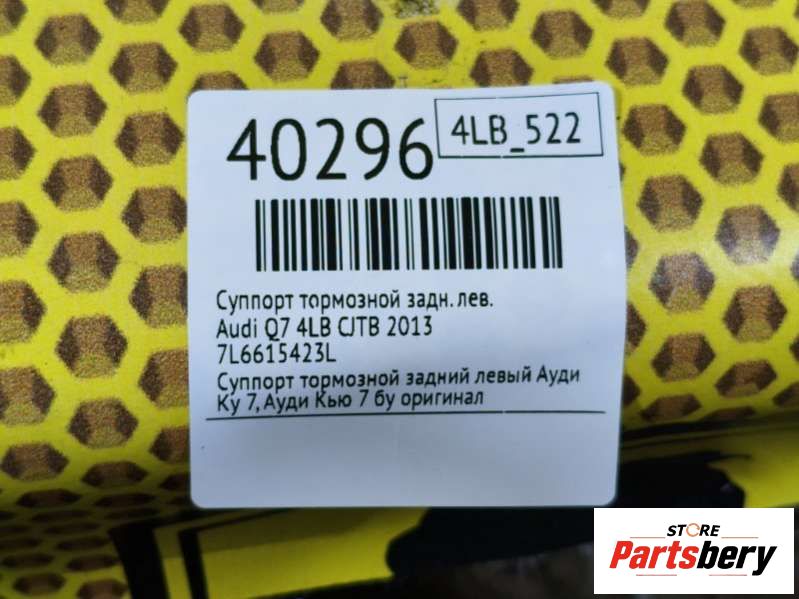 40296
4LB_522
Суппорт тормозной задн. лев.
Audi Q7 4LB CJTB 2013
7L6615423L
Суппорт тормозной задний левый Ауди
Ку 7, Ауди Кью 7 бу оригинал
STORE
Partsbery